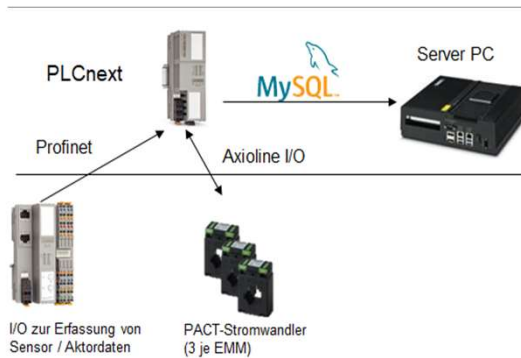 PLCnext
MySQL
Server PC
Profinet
Axioline I/O
I/O zur Erfassung von
Sensor / Aktordaten
PACT-Stromwandler
(3 je EMM)